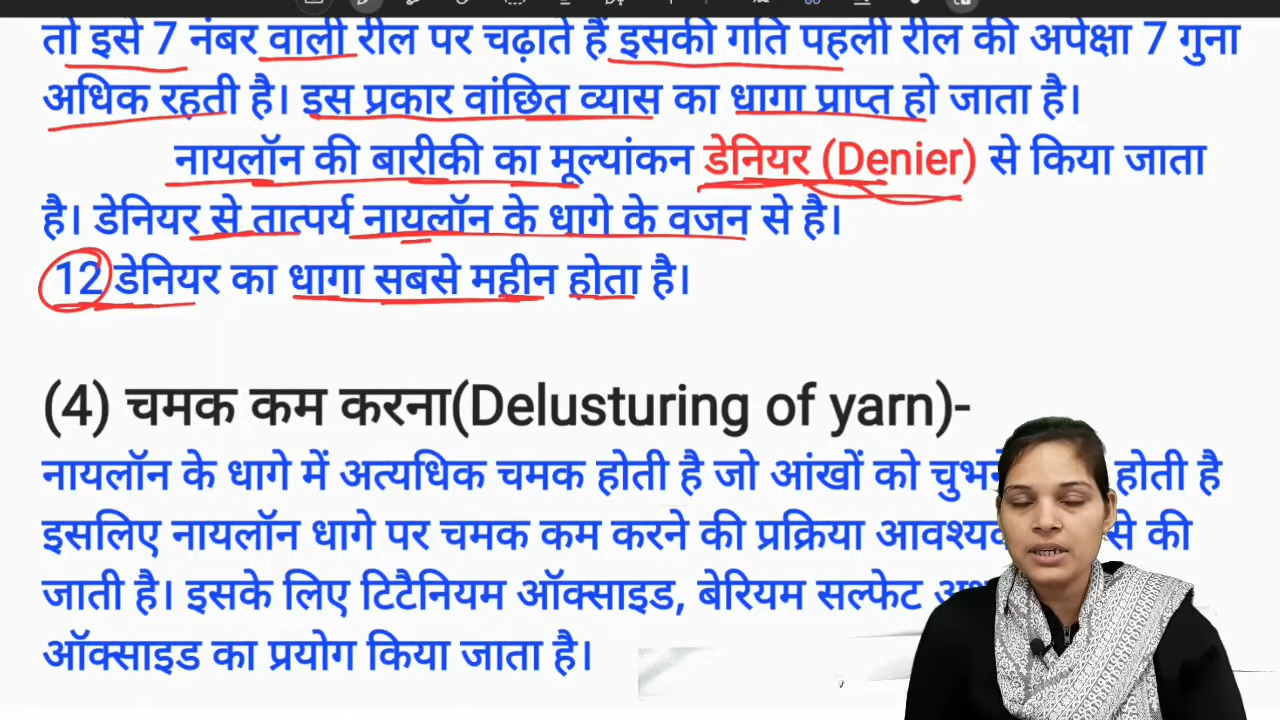 तो इसे 7 नंबर वाली रील पर चढ़ाते हैं इसकी गति पहली रील की अपेक्षा 7 गुना
अधिक रहती है। इस प्रकार वांछित व्यास का धागा प्राप्त हो जाता है।
नायलॉन की बारीकी का मूल्यांकन डेनियर (Denier) से किया जाता
है। डेनियर से तात्पर्य नायलॉन के धागे के वजन से है।
12 डेनियर का धागा सबसे महीन होता है।
(4) चमक कम करना(Delusturing of yarn)-
नायलॉन के धागे में अत्यधिक चमक होती है जो आंखों को होती है
इसलिए नायलॉन धागे पर चमक कम करने की प्रक्रिया से की
जाती है। इसके लिए टिटैनियम ऑक्साइड, बेरियम सल्फेट
ऑक्साइड का प्रयोग किया जाता है।